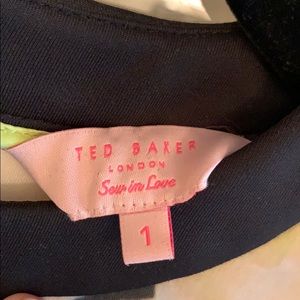 TED BAKER
LONDON
Sew in Love
1